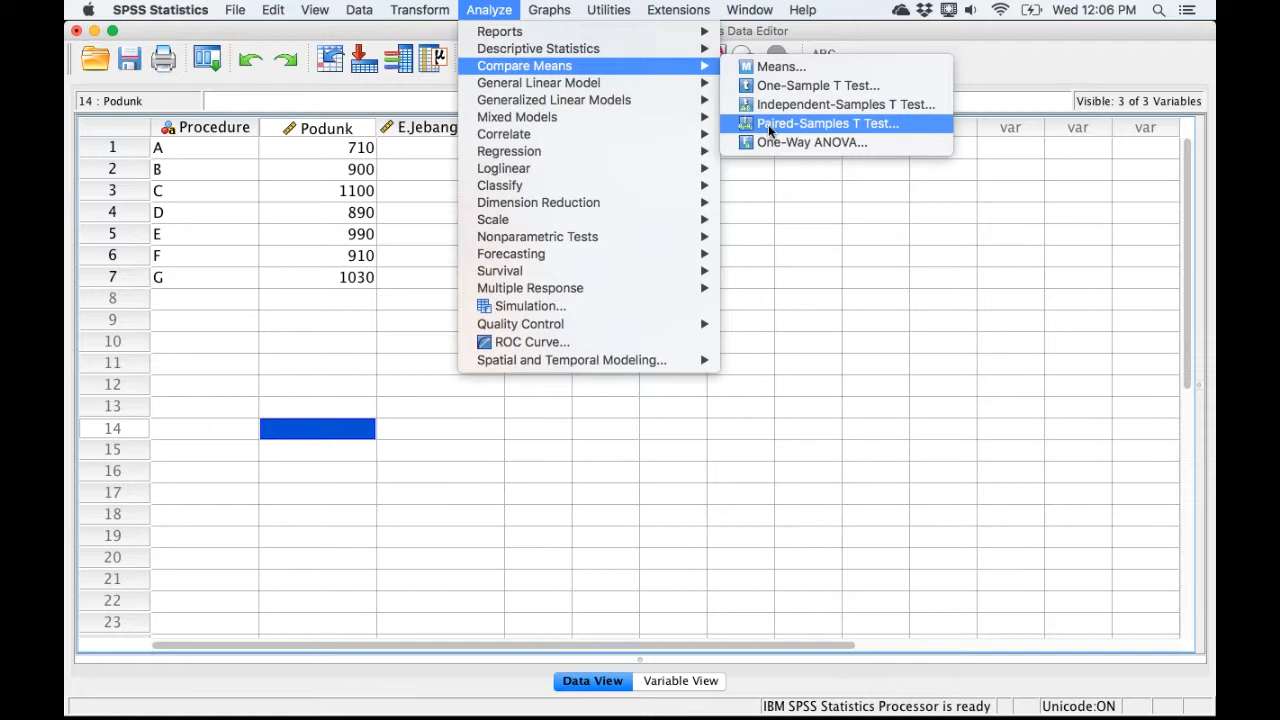 SPSS Statistics File Edit View Data Transform Analyze Graphs Utilities Extensions Window Help Wed 12:06 PM
s Data Editor
Reports
Descriptive Statistics
Compare Means
General Linear Model
Generalized Linear Models
Mixed Models
Correlate
Regression
Loglinear
Classify
Dimension Reduction
Scale
Nonparametric Tests
Forecasting
Survival
Multiple Response
Simulation...
Quality Control
ROC Curve...
Spatial and Temporal Modeling...
Means...
One-Sample T Test...
Independent-Samples T Test...
Paired-Samples T Test...
One-Way ANOVA...
14 : Podunk Visible: 3 of 3 Variables
Procedure Podunk E.Jebang var var var
1 A 710
2 B 900
3 C 1100
4 D 890
5 E 990
6 F 910
7 G 1030
8
9
10
11
12
13
14
15
16
17
18
19
20
21
22
23
Data View Variable View
IBM SPSS Statistics Processor is ready Unicode:ON